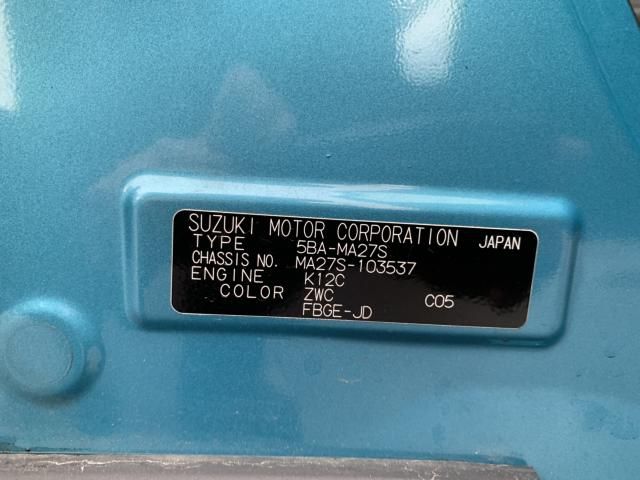 SUZUKI MOTOR CORPORATION JAPAN
TYPE 5BA-MA27S
CHASSIS NO. MA27S-103537
ENGINE K12C
COLOR ZWC C05
FBGE-JD